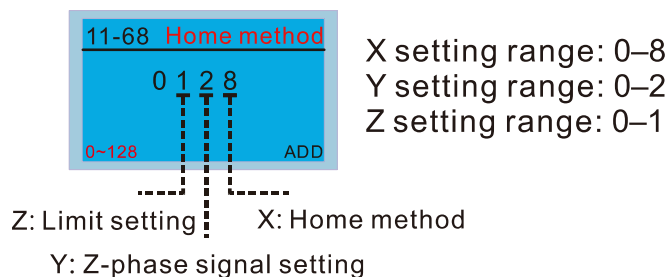 11-68 Home method
0 1 2 8
0~128 ADD
X setting range: 0–8
Y setting range: 0–2
Z setting range: 0–1
Z: Limit setting X: Home method
Y: Z-phase signal setting